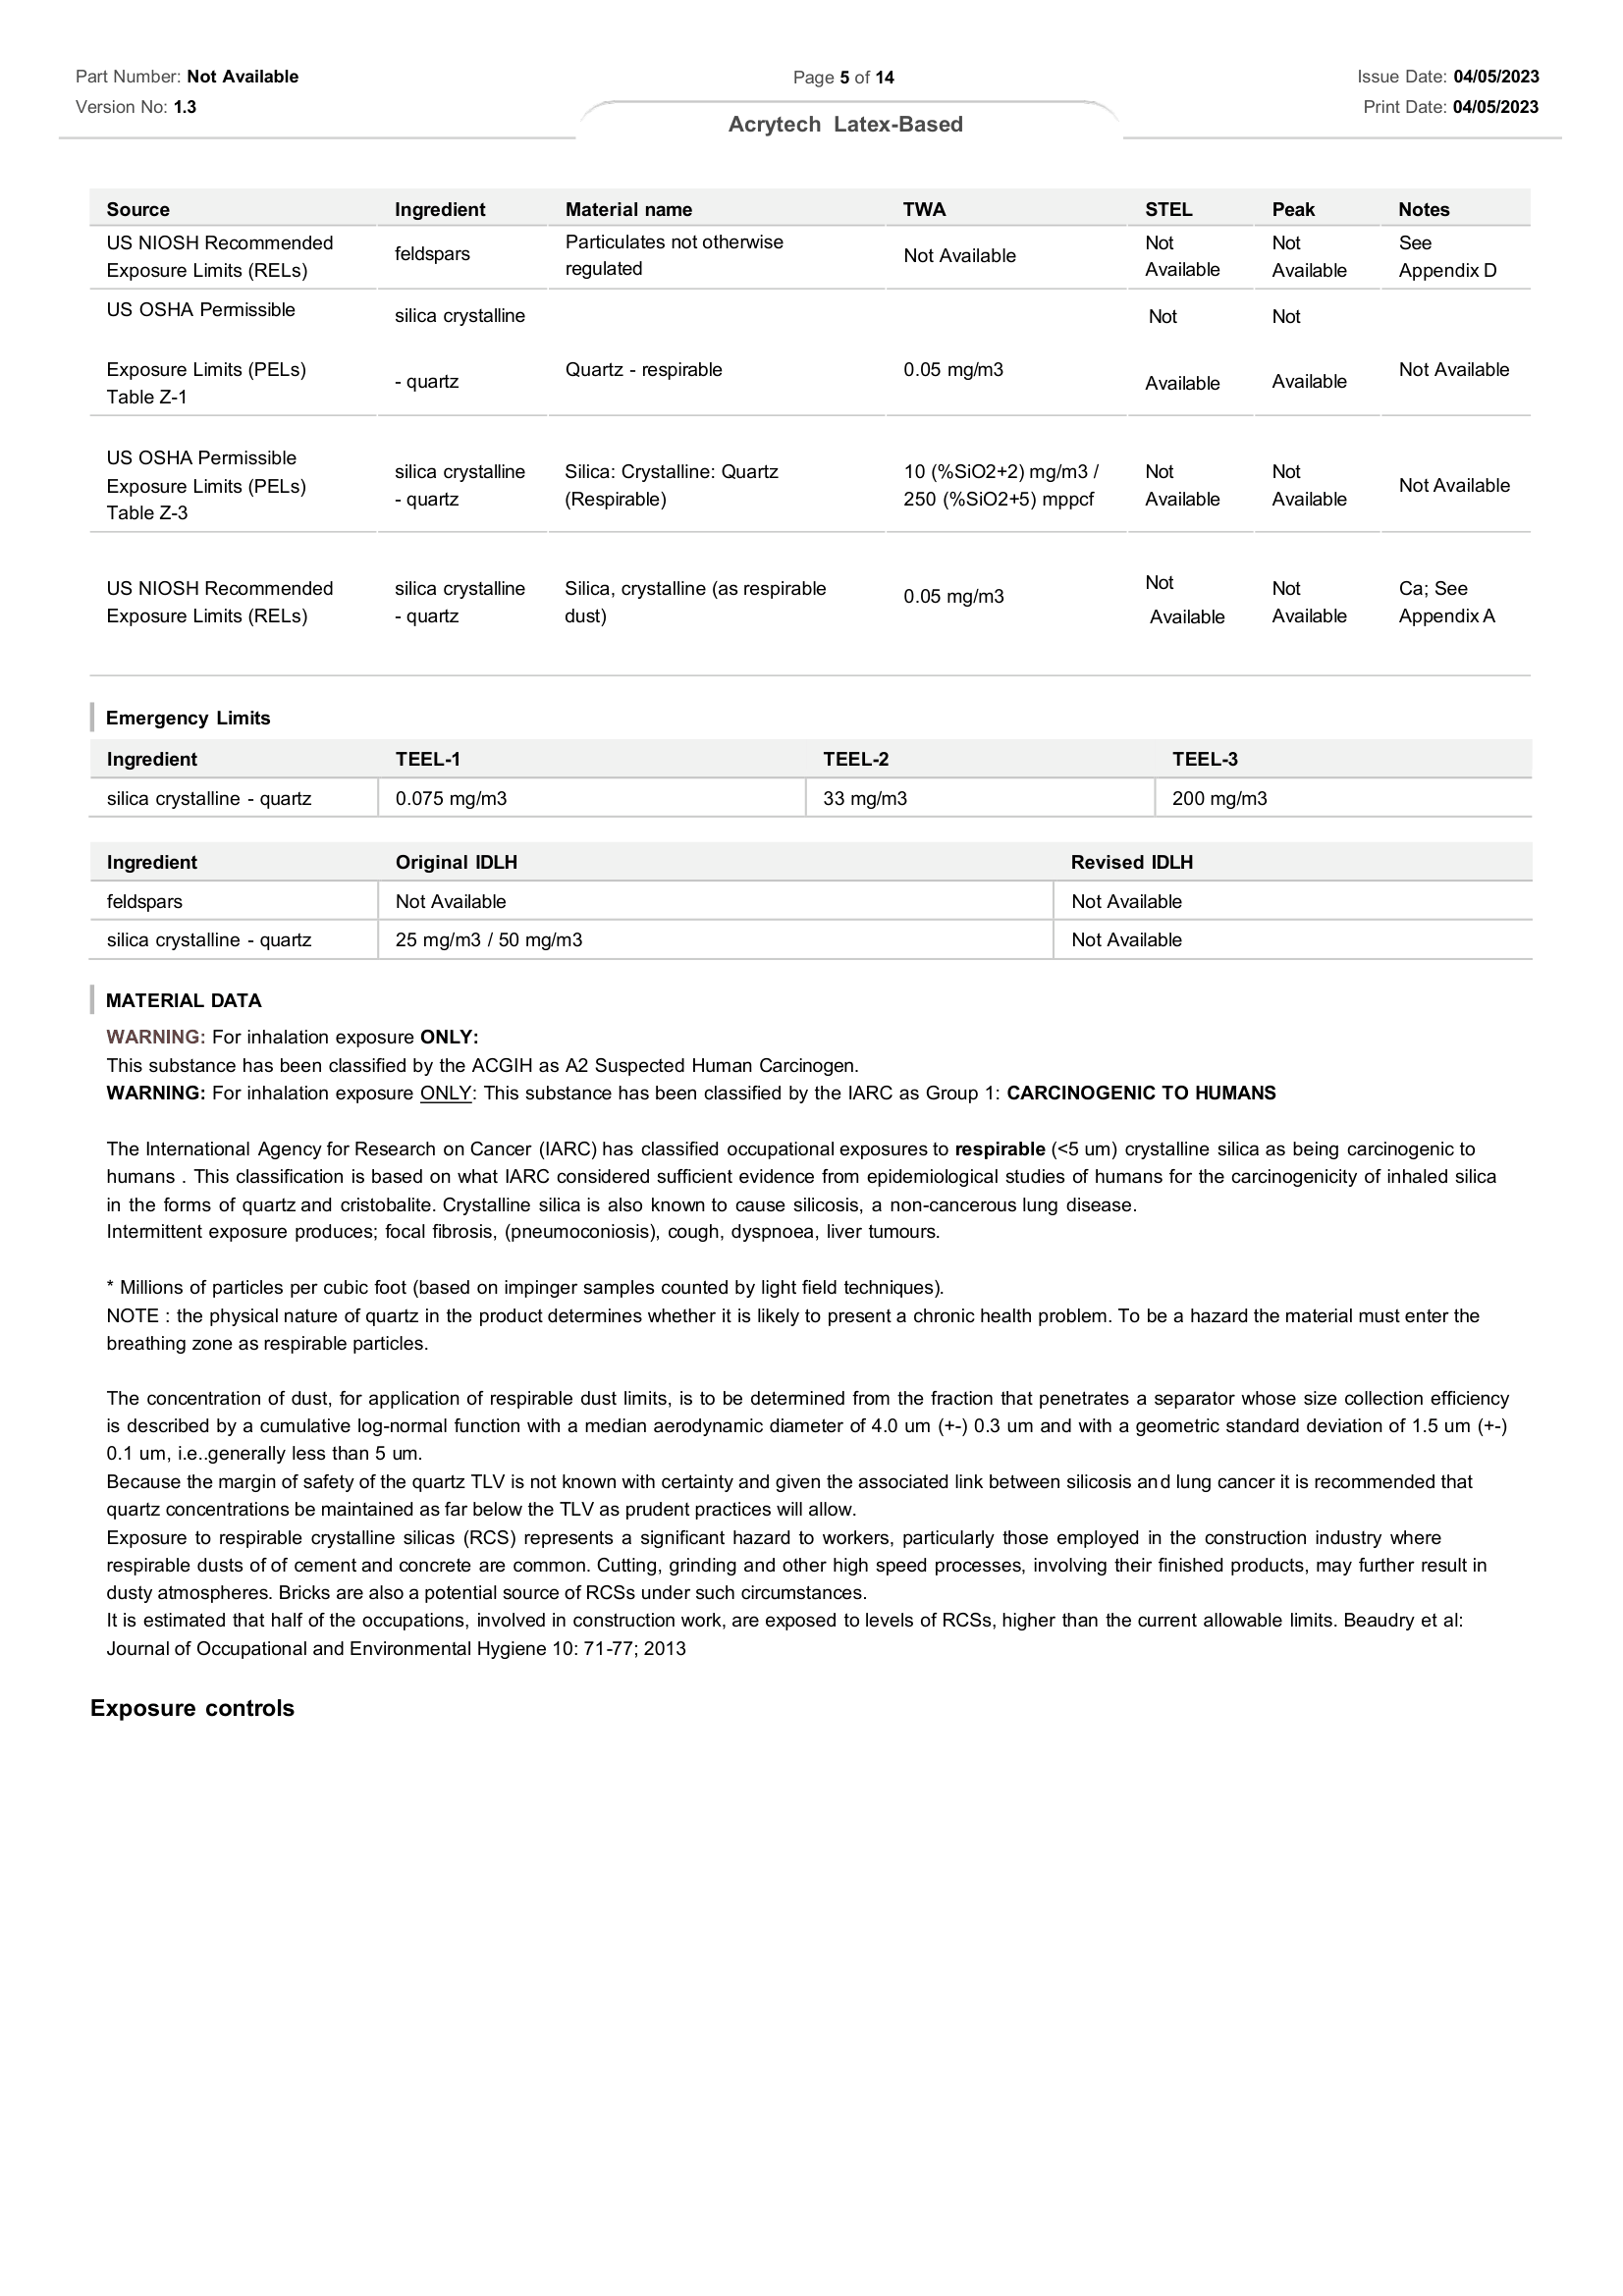 Part Number: Not Available
Version No: 1.3
Page 5 of 14
Acrytech Latex-Based
Issue Date: 04/05/2023
Print Date: 04/05/2023
Source Ingredient Material name TWA STEL Peak Notes
US NIOSH Recommended
Exposure Limits (RELs)
feldspars
Particulates not otherwise
regulated
Not Available
Not
Available
Not
Available
See
Appendix D
US OSHA Permissible
Exposure Limits (PELs)
Table Z-1
silica crystalline
- quartz
Quartz - respirable
0.05 mg/m3
Not
Available
Not
Available
Not Available
US OSHA Permissible
Exposure Limits (PELs)
Table Z-3
silica crystalline
- quartz
Silica: Crystalline: Quartz
(Respirable)
10 (%SiO2+2) mg/m3 /
250 (%SiO2+5) mppcf
Not
Available
Not
Available
Not Available
US NIOSH Recommended
Exposure Limits (RELs)
silica crystalline
- quartz
Silica, crystalline (as respirable
dust)
0.05 mg/m3
Not
Available
Not
Available
Ca; See
Appendix A
Emergency Limits
Ingredient TEEL-1 TEEL-2 TEEL-3
silica crystalline - quartz 0.075 mg/m3 33 mg/m3 200 mg/m3
Ingredient Original IDLH Revised IDLH
feldspars Not Available Not Available
silica crystalline - quartz 25 mg/m3 / 50 mg/m3 Not Available
MATERIAL DATA
WARNING: For inhalation exposure ONLY:
This substance has been classified by the ACGIH as A2 Suspected Human Carcinogen.
WARNING: For inhalation exposure ONLY: This substance has been classified by the IARC as Group 1: CARCINOGENIC TO HUMANS
The International Agency for Research on Cancer (IARC) has classified occupational exposures to respirable (<5 um) crystalline silica as being carcinogenic to
humans . This classification is based on what IARC considered sufficient evidence from epidemiological studies of humans for the carcinogenicity of inhaled silica
in the forms of quartz and cristobalite. Crystalline silica is also known to cause silicosis, a non-cancerous lung disease.
Intermittent exposure produces; focal fibrosis, (pneumoconiosis), cough, dyspnoea, liver tumours.
* Millions of particles per cubic foot (based on impinger samples counted by light field techniques).
NOTE : the physical nature of quartz in the product determines whether it is likely to present a chronic health problem. To be a hazard the material must enter the
breathing zone as respirable particles.
The concentration of dust, for application of respirable dust limits, is to be determined from the fraction that penetrates a separator whose size collection efficiency
is described by a cumulative log-normal function with a median aerodynamic diameter of 4.0 um (+-) 0.3 um and with a geometric standard deviation of 1.5 um (+-)
0.1 um, i.e..generally less than 5 um.
Because the margin of safety of the quartz TLV is not known with certainty and given the associated link between silicosis and lung cancer it is recommended that
quartz concentrations be maintained as far below the TLV as prudent practices will allow.
Exposure to respirable crystalline silicas (RCS) represents a significant hazard to workers, particularly those employed in the construction industry where
respirable dusts of of cement and concrete are common. Cutting, grinding and other high speed processes, involving their finished products, may further result in
dusty atmospheres. Bricks are also a potential source of RCSs under such circumstances.
It is estimated that half of the occupations, involved in construction work, are exposed to levels of RCSs, higher than the current allowable limits. Beaudry et al:
Journal of Occupational and Environmental Hygiene 10: 71-77; 2013
Exposure controls